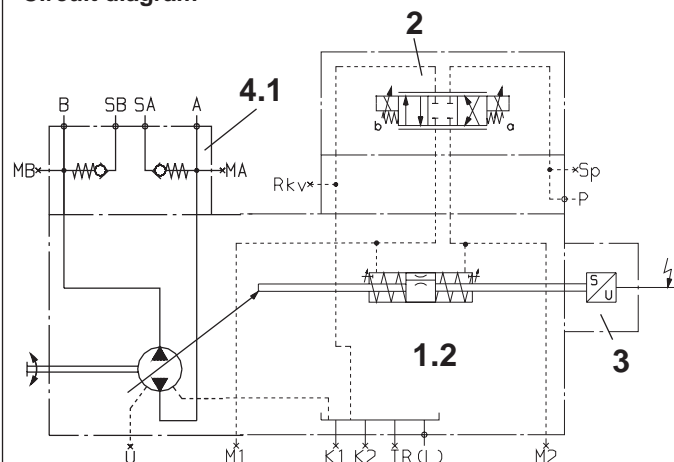 Circuit diagram
2
B SB SA A
4.1
b a
MB MA
Rkv Sp
P
S
U
1.2
3
U M1 K1 K2 TR(L) M2